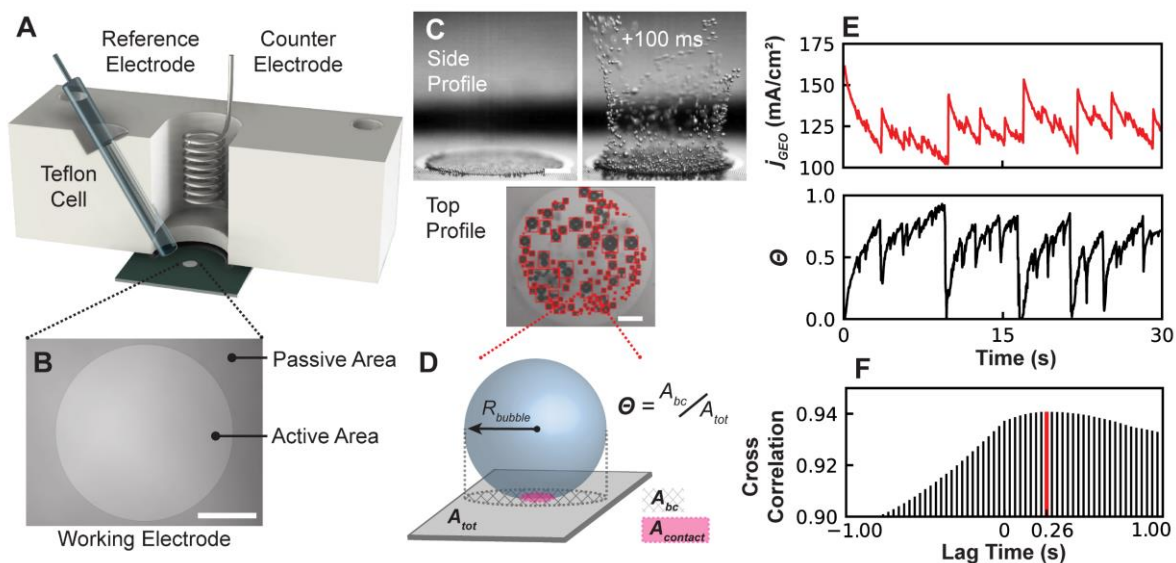 A
Reference
Electrode
Counter
Electrode
Teflon
Cell
B
Passive Area
Active Area
Working Electrode
C
Side
Profile
+100 ms
Top
Profile
D
R_bubble
Θ = A_bc/A_tot
A_tot
A_bc
A_contact
E
175
150
125
100
j_GEO (mA/cm²)
1.0
0.5
0.0
Θ
0
15
30
Time (s)
F
0.94
0.92
0.90
Cross
Correlation
−1.00
0
0.26
1.00
Lag Time (s)